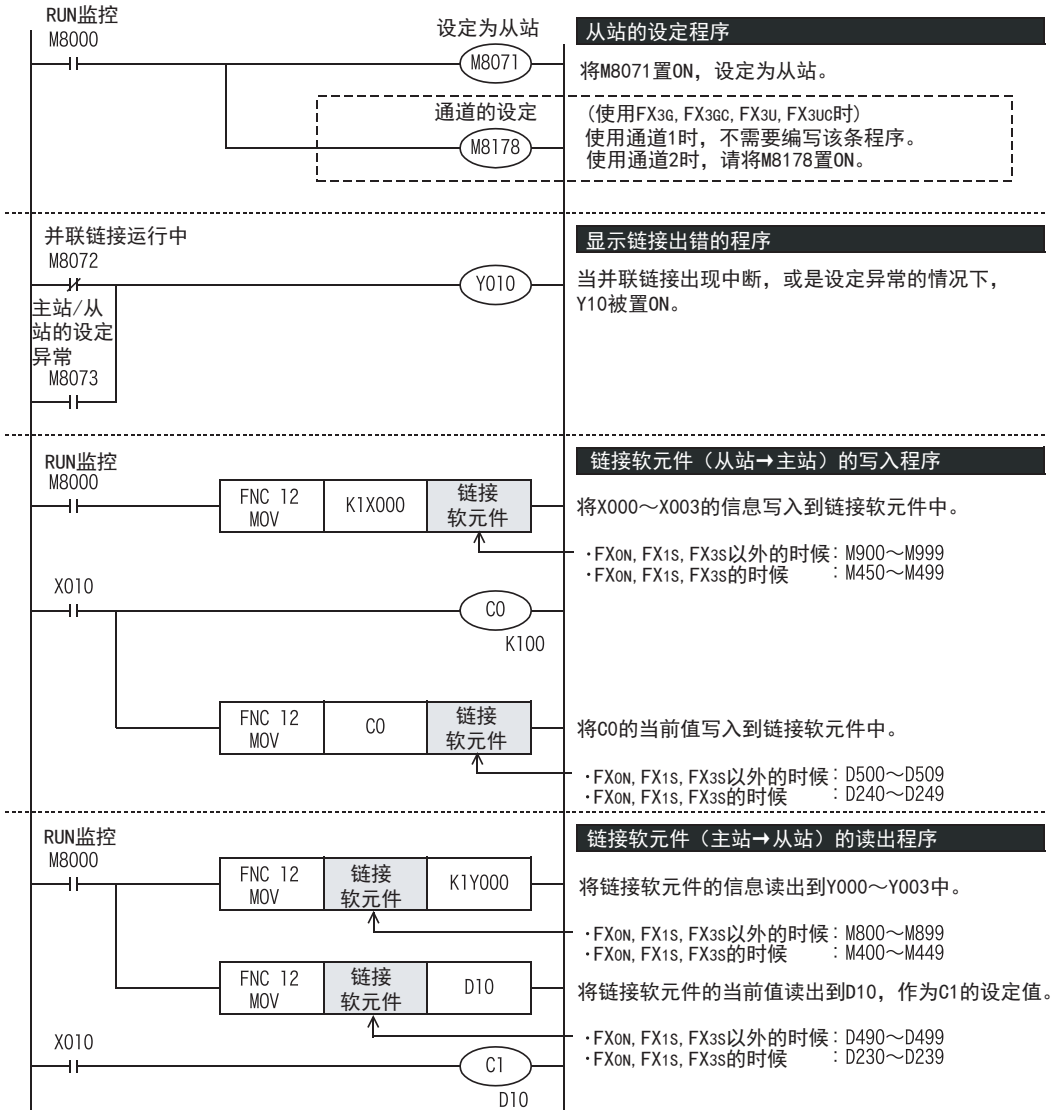 RUN监控
M8000
设定为从站
M8071
从站的设定程序
将M8071置ON，设定为从站。
通道的设定
M8178
(使用FX3G, FX3GC, FX3U, FX3UC时)
使用通道1时，不需要编写该条程序。
使用通道2时，请将M8178置ON。
并联链接运行中
M8072
Y010
主站/从
站的设定
异常
M8073
显示链接出错的程序
当并联链接出现中断，或是设定异常的情况下，
Y10被置ON。
RUN监控
M8000
FNC 12
MOV
K1X000
链接
软元件
链接软元件（从站→主站）的写入程序
将X000～X003的信息写入到链接软元件中。
·FX0N, FX1S, FX3S以外的时候：M900～M999
·FX0N, FX1S, FX3S的时候：M450～M499
X010
C0
K100
FNC 12
MOV
C0
链接
软元件
将C0的当前值写入到链接软元件中。
·FX0N, FX1S, FX3S以外的时候：D500～D509
·FX0N, FX1S, FX3S的时候：D240～D249
RUN监控
M8000
FNC 12
MOV
链接
软元件
K1Y000
链接软元件（主站→从站）的读出程序
将链接软元件的信息读出到Y000～Y003中。
·FX0N, FX1S, FX3S以外的时候：M800～M899
·FX0N, FX1S, FX3S的时候：M400～M449
FNC 12
MOV
链接
软元件
D10
将链接软元件的当前值读出到D10，作为C1的设定值。
·FX0N, FX1S, FX3S以外的时候：D490～D499
·FX0N, FX1S, FX3S的时候：D230～D239
X010
C1
D10